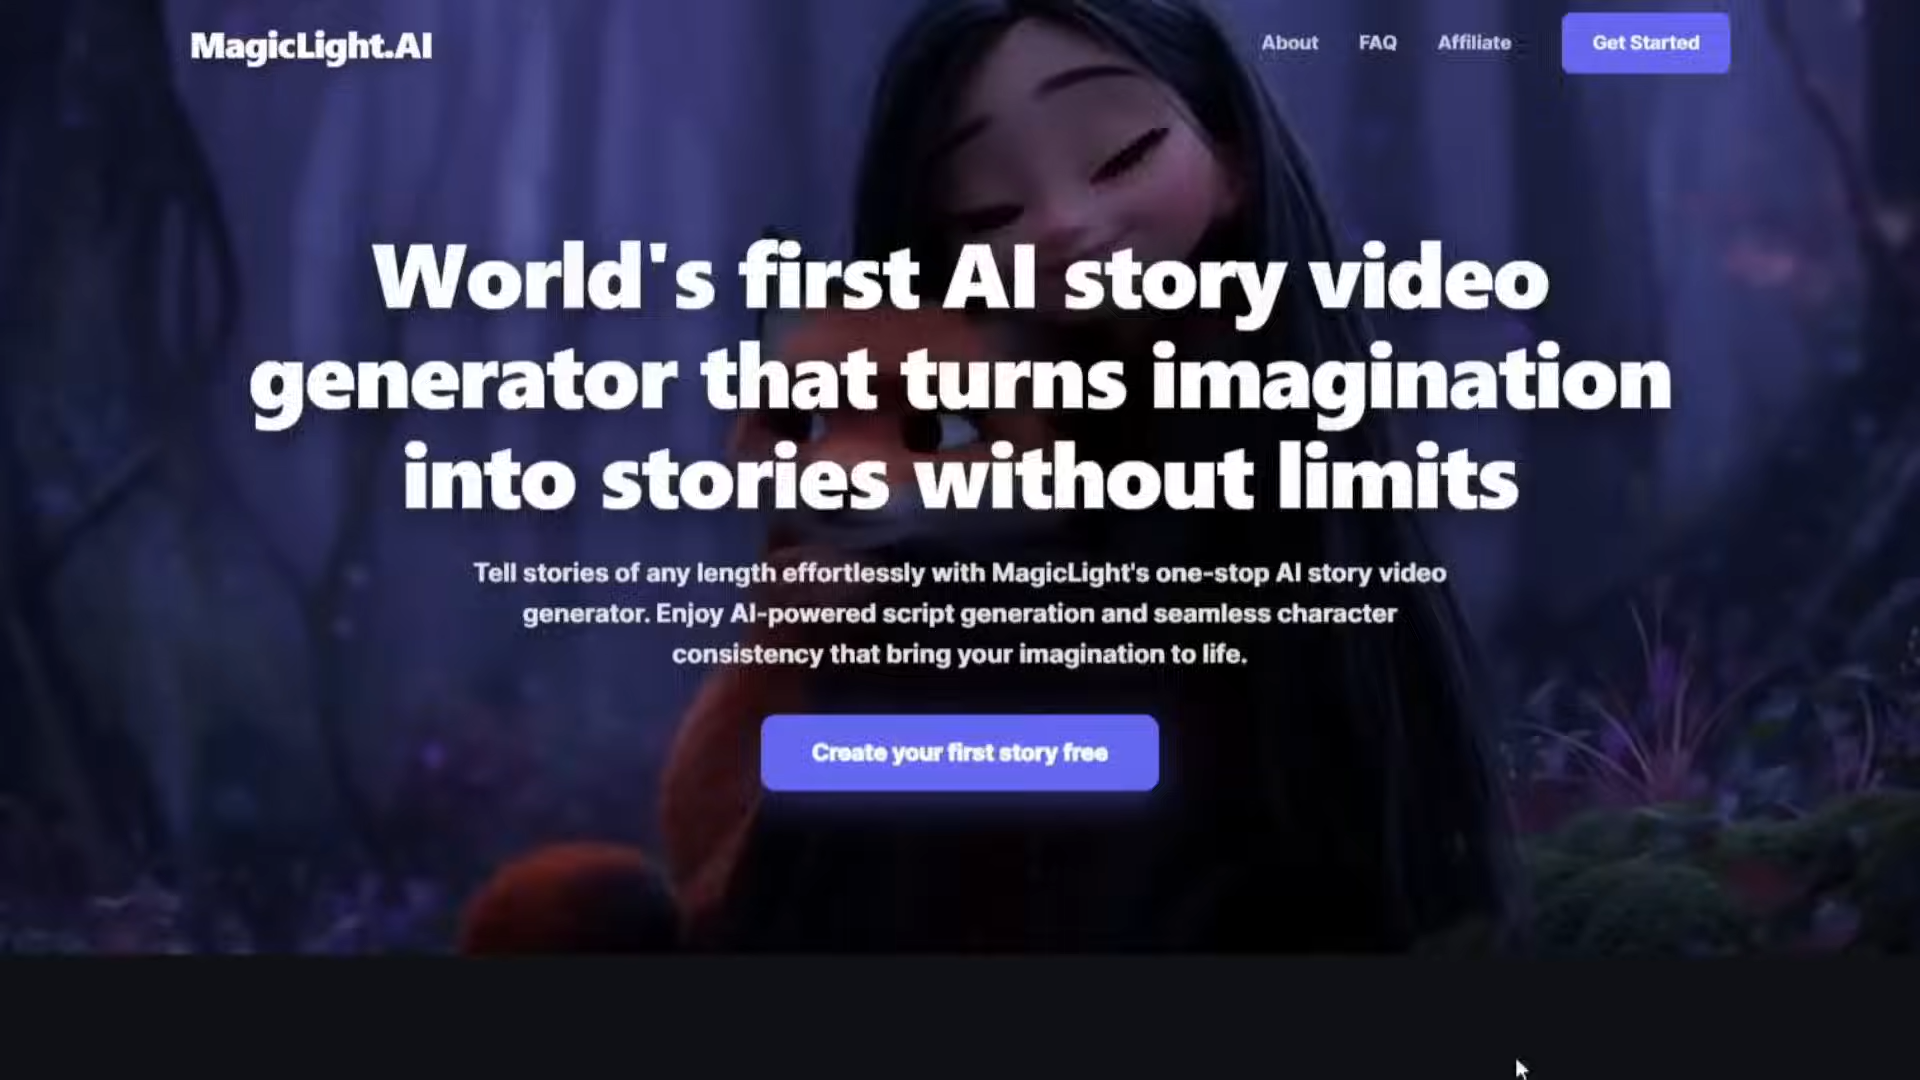 MagicLight.AI
About
FAQ
Affiliate
Get Started
World's first AI story video
generator that turns imagination
into stories without limits
Tell stories of any length effortlessly with MagicLight's one-stop AI story video
generator. Enjoy AI-powered script generation and seamless character
consistency that bring your imagination to life.
Create your first story free